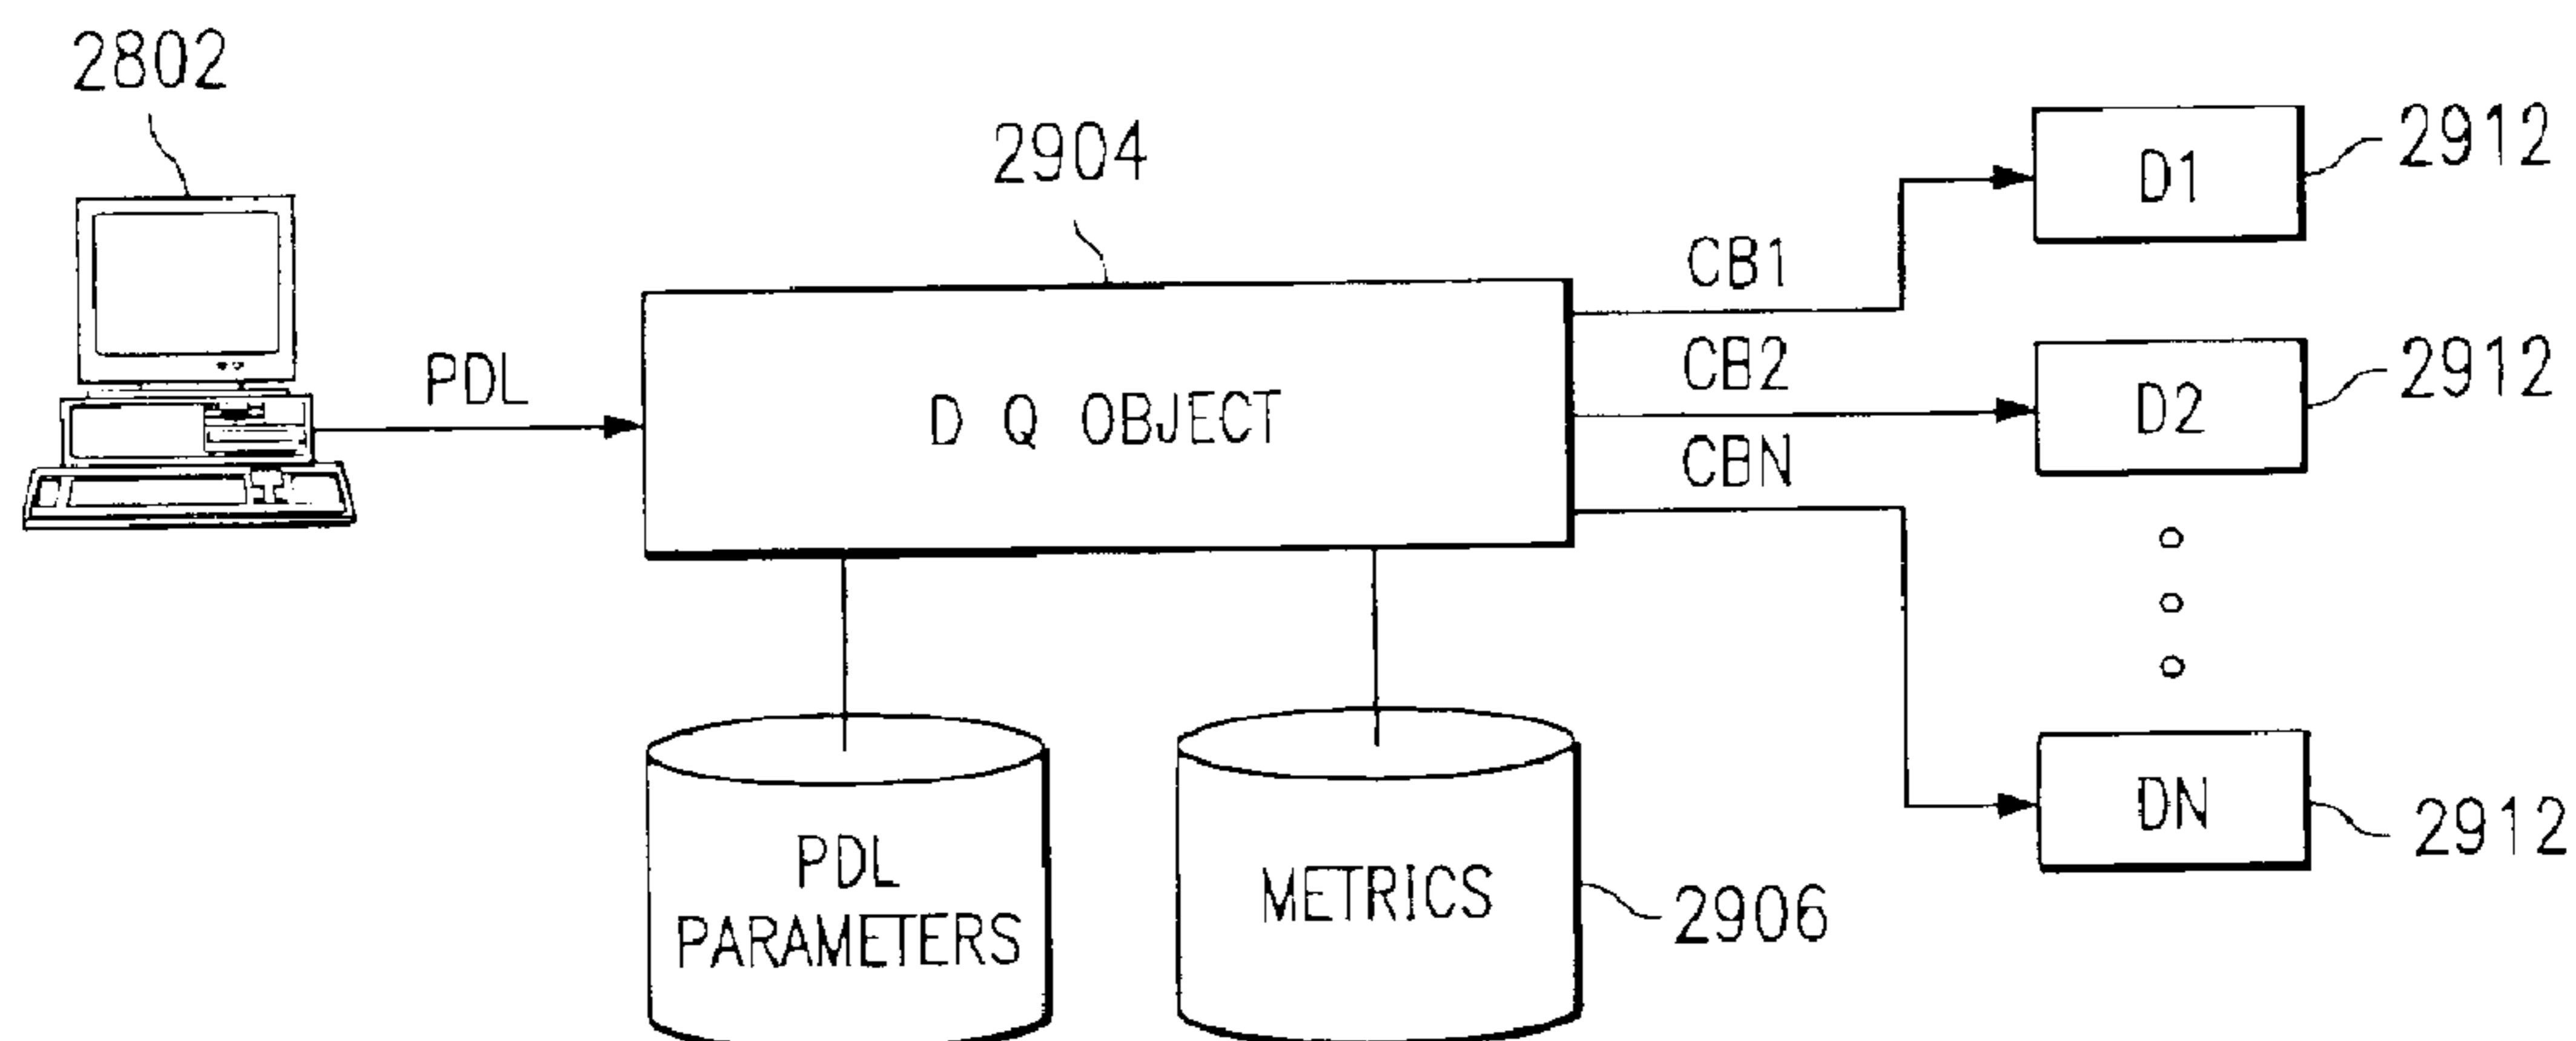 2802
2904
2912
D1
CB1
PDL
D Q OBJECT
CB2
D2
2912
CBN
PDL
PARAMETERS
METRICS
2906
DN
2912